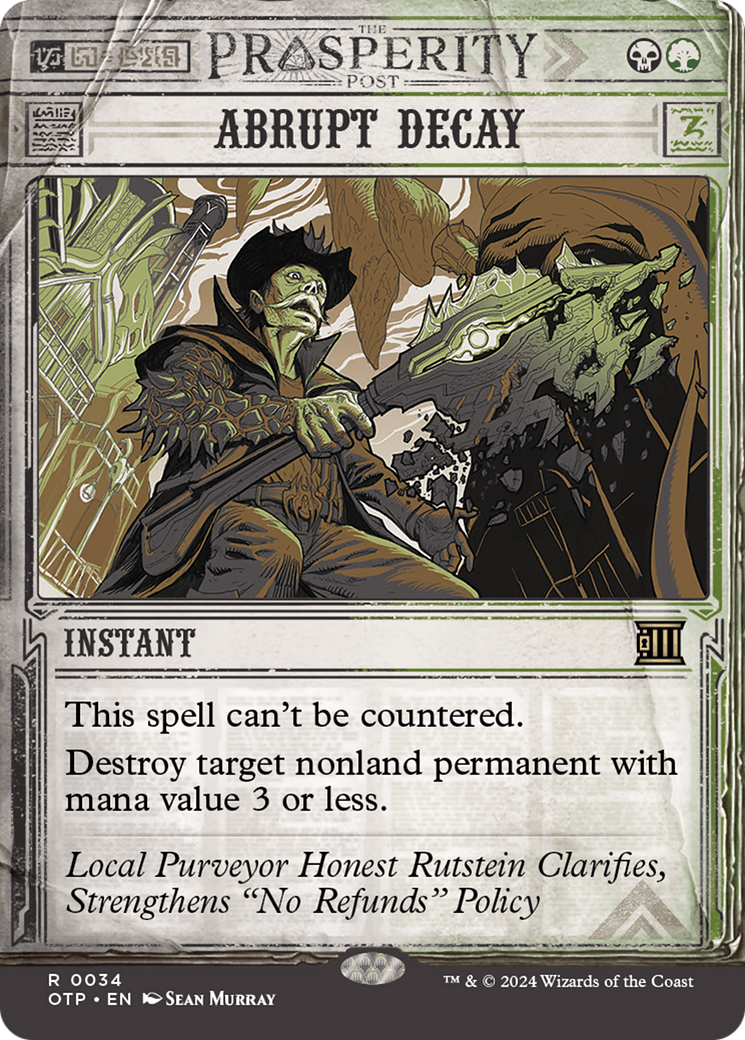 THE
PROSPERITY
POST
ABRUPT DECAY
INSTANT
This spell can't be countered.
Destroy target nonland permanent with
mana value 3 or less.
Local Purveyor Honest Rutstein Clarifies,
Strengthens “No Refunds” Policy
R 0034
OTP • EN Sean Murray
™ & © 2024 Wizards of the Coast